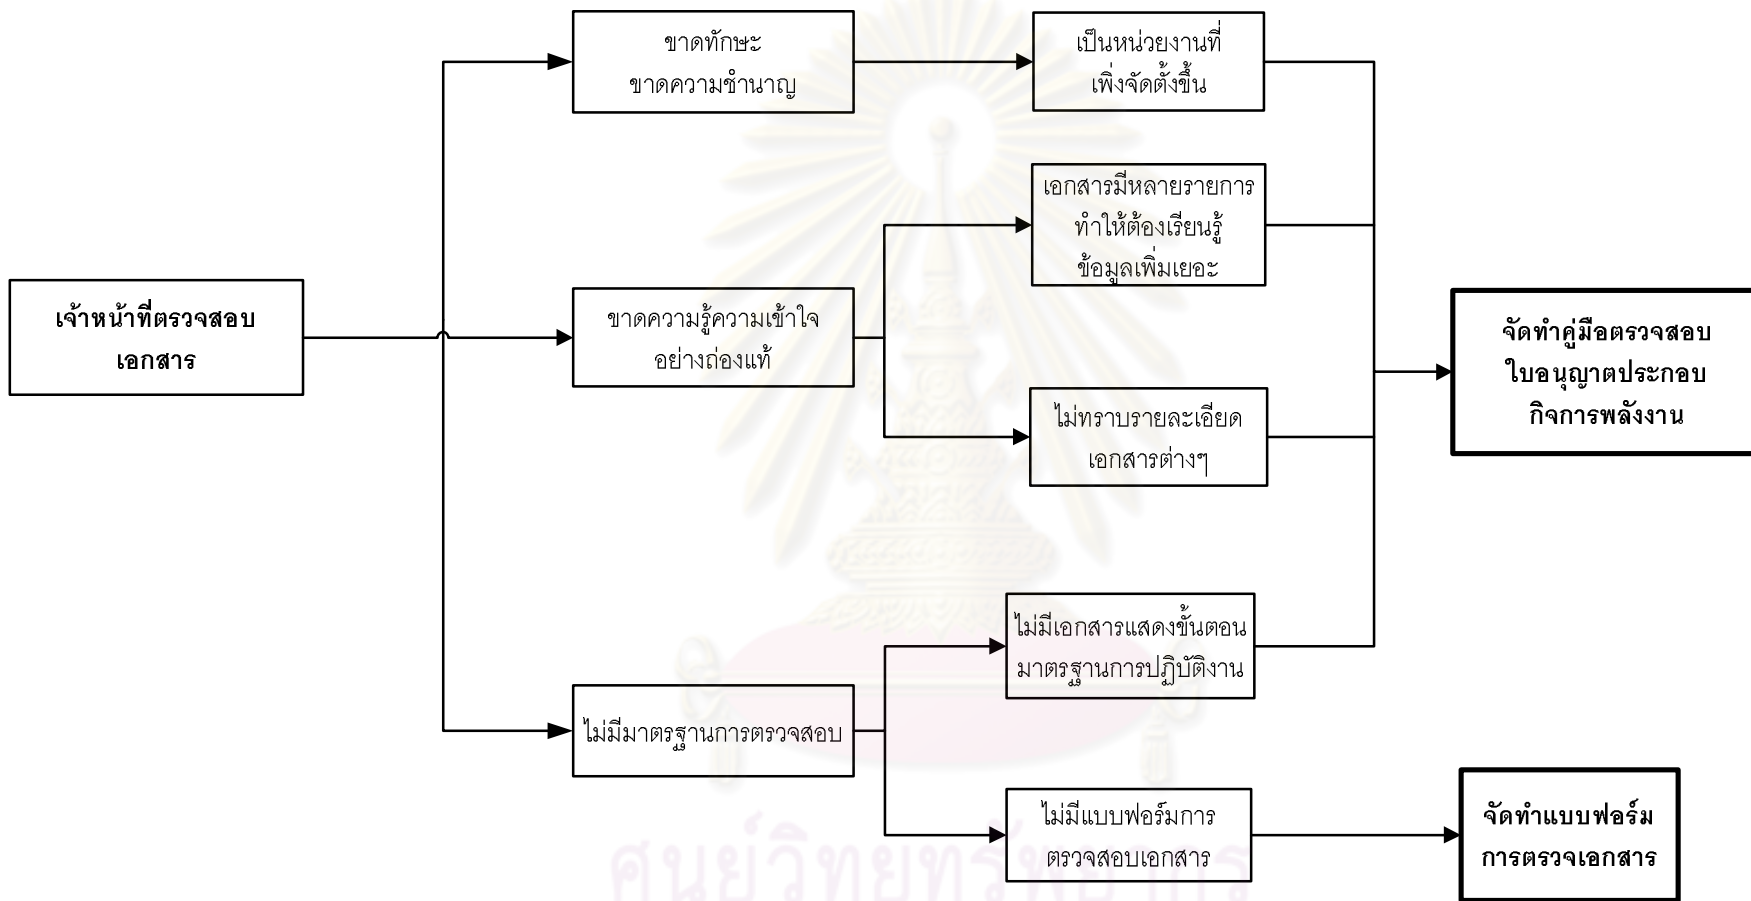 ขาดทักษะ
ขาดความชำนาญ
เป็นหน่วยงานที่
เพิ่งจัดตั้งขึ้น
เอกสารมีหลายรายการ
ทำให้ต้องเรียนรู้
ข้อมูลเพิ่มเยอะ
เจ้าหน้าที่ตรวจสอบ
เอกสาร
ขาดความรู้ความเข้าใจ
อย่างถ่องแท้
จัดทำคู่มือตรวจสอบ
ใบอนุญาตประกอบ
กิจการพลังงาน
ไม่ทราบรายละเอียด
เอกสารต่างๆ
ไม่มีเอกสารแสดงขั้นตอน
มาตรฐานการปฏิบัติงาน
ไม่มีมาตรฐานการตรวจสอบ
ไม่มีแบบฟอร์มการ
ตรวจสอบเอกสาร
จัดทำแบบฟอร์ม
การตรวจเอกสาร
ศูนย์วิทยทรัพยากร